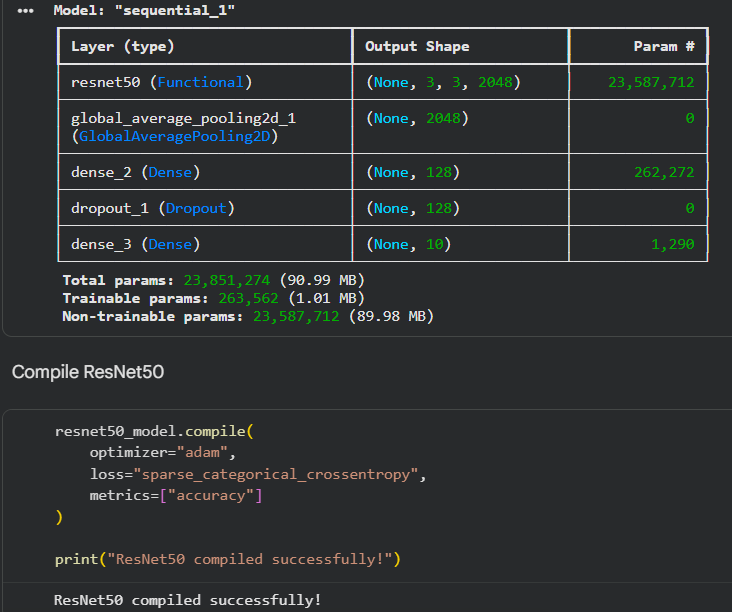 Model: "sequential_1"
Layer (type) Output Shape Param #
resnet50 (Functional) (None, 3, 3, 2048) 23,587,712
global_average_pooling2d_1 (None, 2048) 0
(GlobalAveragePooling2D)
dense_2 (Dense) (None, 128) 262,272
dropout_1 (Dropout) (None, 128) 0
dense_3 (Dense) (None, 10) 1,290
Total params: 23,851,274 (90.99 MB)
Trainable params: 263,562 (1.01 MB)
Non-trainable params: 23,587,712 (89.98 MB)
Compile ResNet50
resnet50_model.compile(
    optimizer="adam",
    loss="sparse_categorical_crossentropy",
    metrics=["accuracy"]
)
print("ResNet50 compiled successfully!")
ResNet50 compiled successfully!